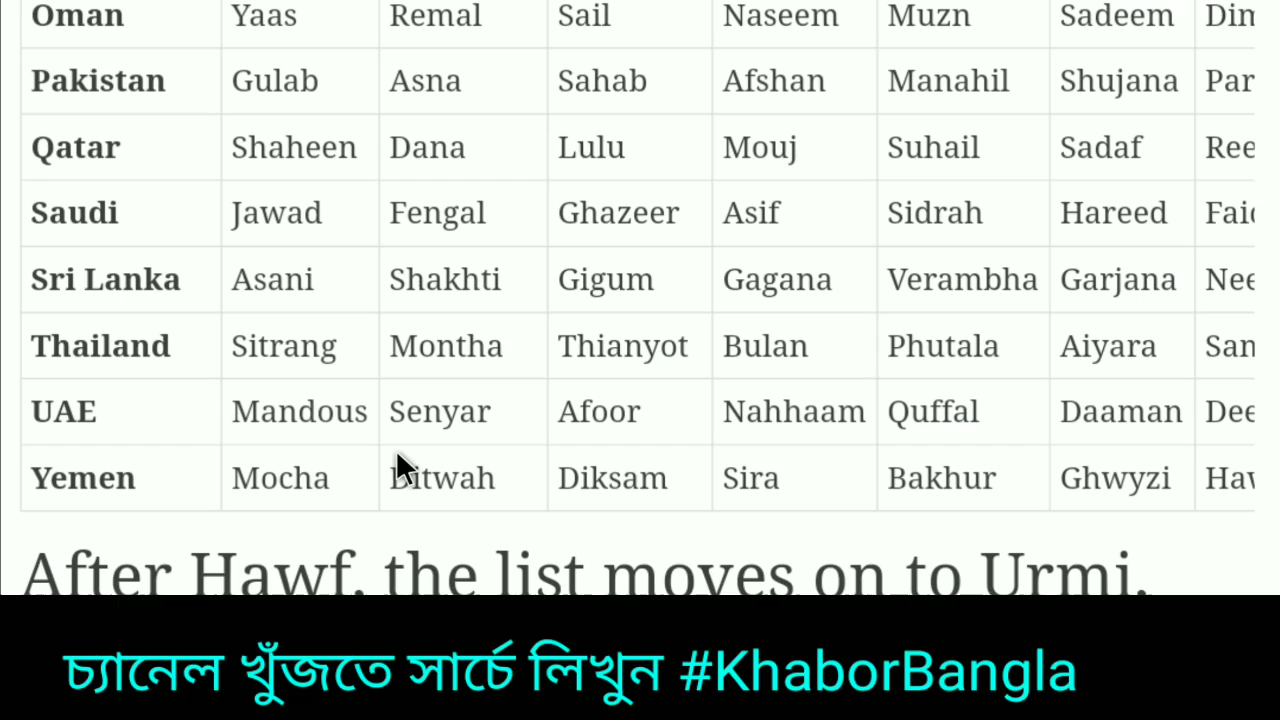 Oman Yaas Remal Sail Naseem Muzn Sadeem
Pakistan Gulab Asna Sahab Afshan Manahil Shujana
Qatar Shaheen Dana Lulu Mouj Suhail Sadaf
Saudi Jawad Fengal Ghazeer Asif Sidrah Hareed
Sri Lanka Asani Shakhti Gigum Gagana Verambha Garjana
Thailand Sitrang Montha Thianyot Bulan Phutala Aiyara
UAE Mandous Senyar Afoor Nahhaam Quffal Daaman
Yemen Mocha Ditwah Diksam Sira Bakhur Ghwyzi
After Hawf, the list moves on to Urmi,
চ্যানেল খুঁজতে সার্চে লিখুন #KhaborBangla